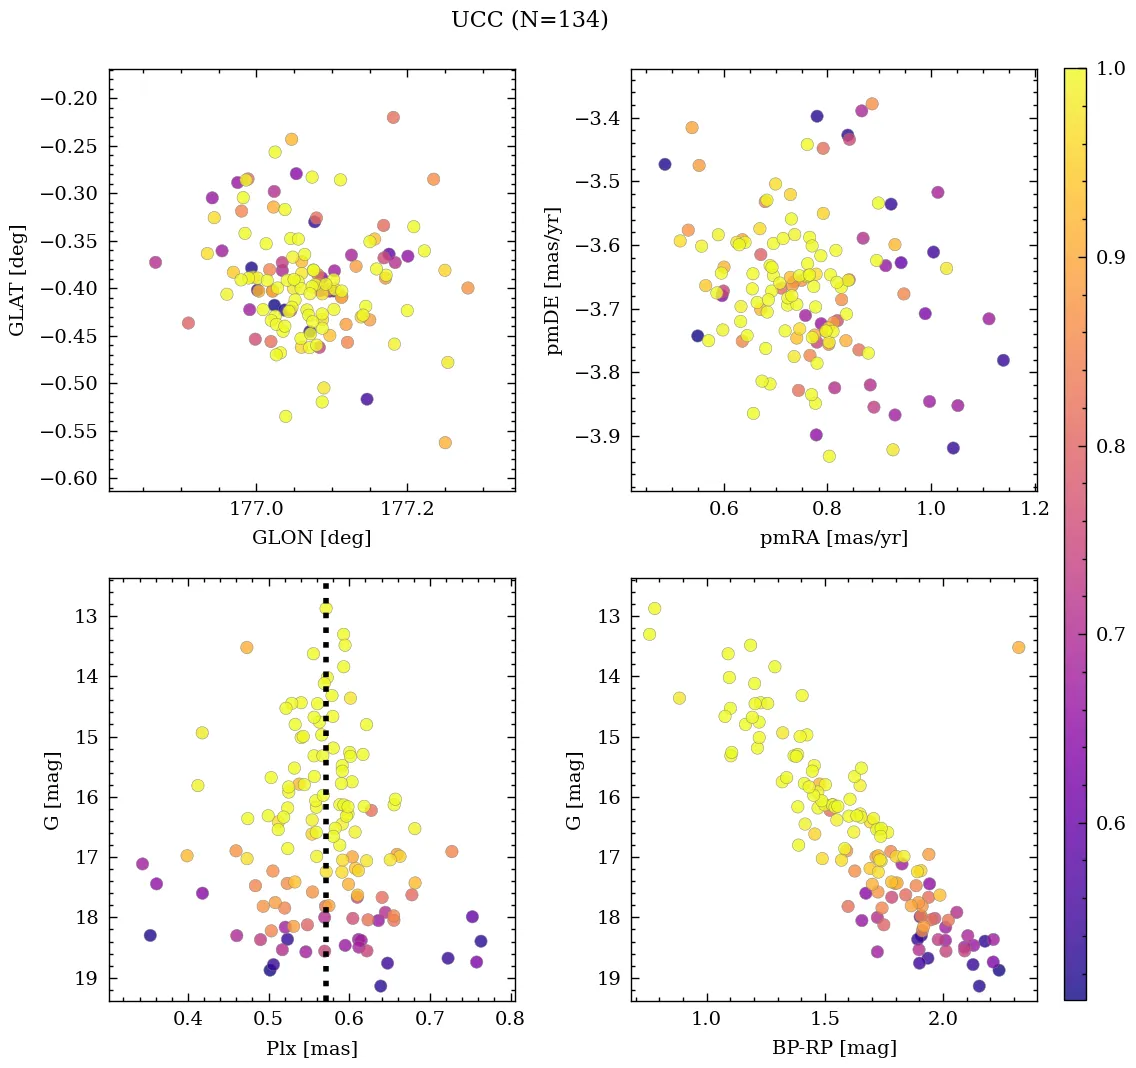 UCC (N=134)
−0.20
−0.25
−0.30
−0.35
−0.40
−0.45
−0.50
−0.55
−0.60
GLAT [deg]
177.0 177.2
GLON [deg]
−3.4
−3.5
−3.6
−3.7
−3.8
−3.9
pmDE [mas/yr]
0.6 0.8 1.0 1.2
pmRA [mas/yr]
13
14
15
16
17
18
19
G [mag]
0.4 0.5 0.6 0.7 0.8
Plx [mas]
13
14
15
16
17
18
19
G [mag]
1.0 1.5 2.0
BP-RP [mag]
1.0
0.9
0.8
0.7
0.6